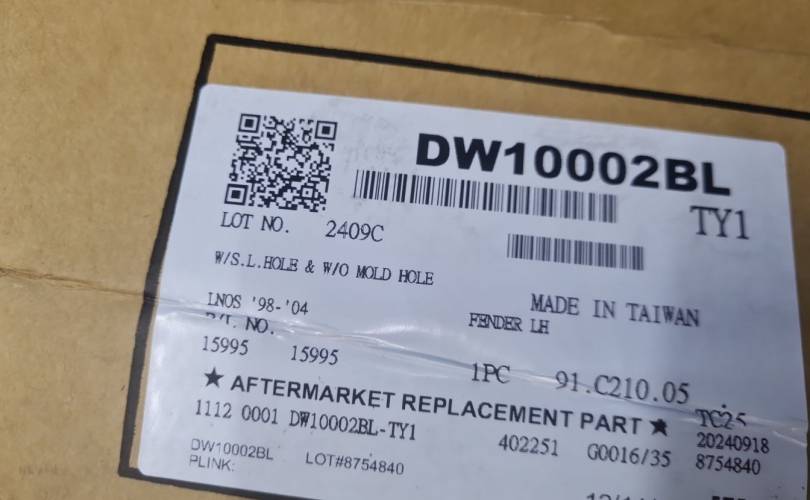 DW10002BL
TY1
LOT NO. 2409C
W/S.L.HOLE & W/O MOLD HOLE
MADE IN TAIWAN
LNOS '98-'04
FENDER LH
NO.
15995 15995
1PC 91.C210.05
★ AFTERMARKET REPLACEMENT PART ★ TC25
1112 0001 DW10002BL-TY1 402251 G0016/35 20240918
DW10002BL LOT#8754840 8754840
PLINK: